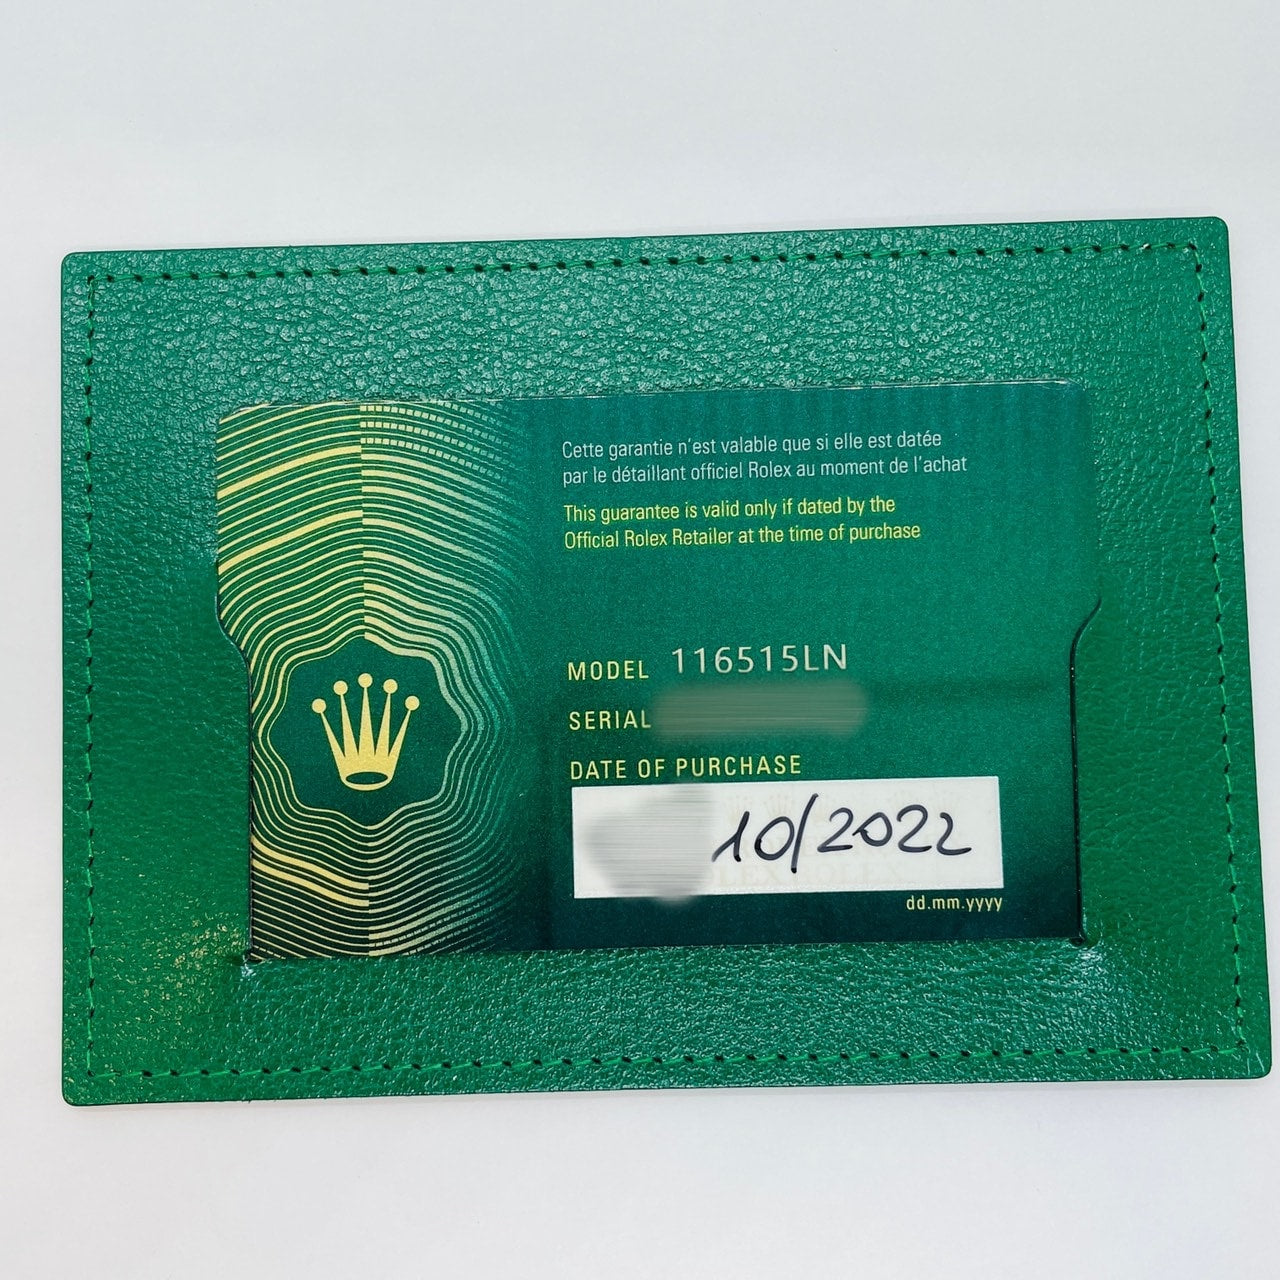 Cette garantie n'est valable que si elle est datée
par le détaillant officiel Rolex au moment de l'achat
This guarantee is valid only if dated by the
Official Rolex Retailer at the time of purchase
MODEL 116515LN
SERIAL
DATE OF PURCHASE
10/2022
dd.mm.yyyy